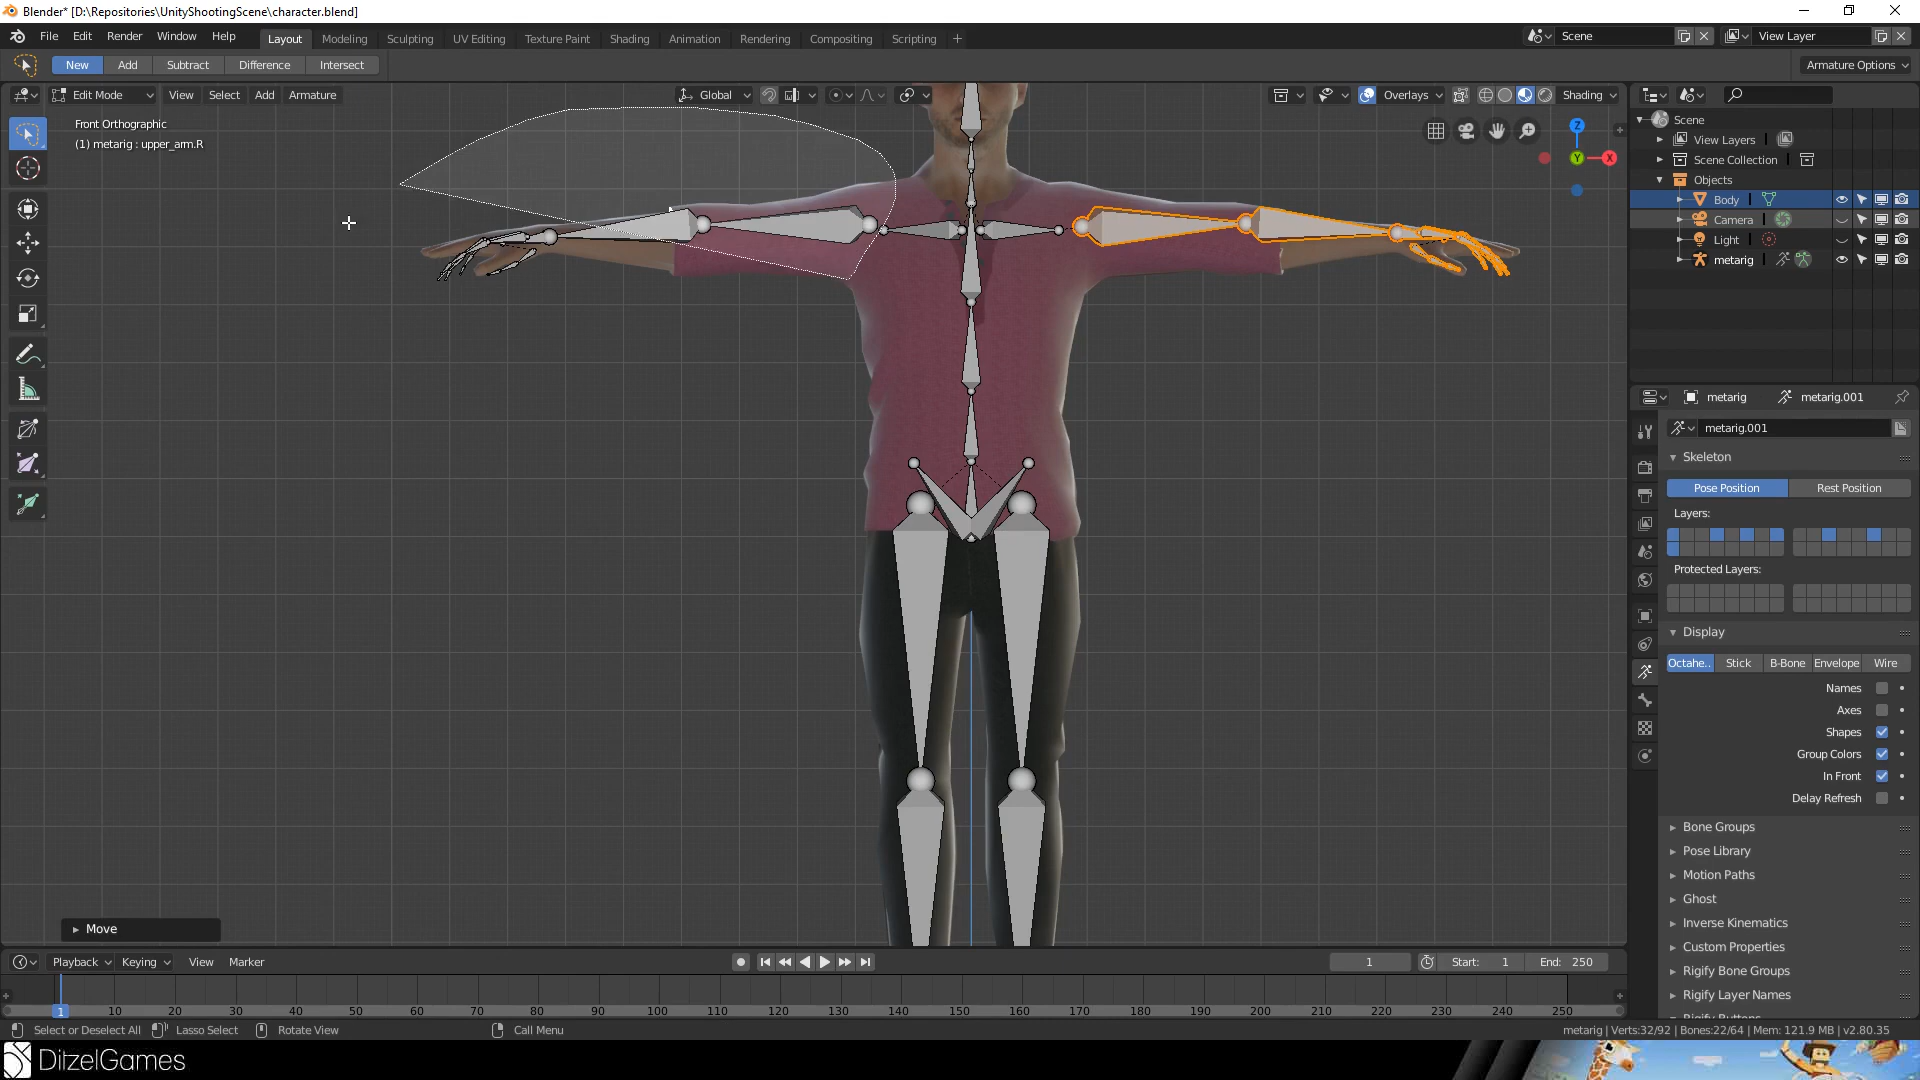 Blender* [D:\Repositories\UnityShootingScene\character.blend]
File Edit Render Window Help Layout Modeling Sculpting UV Editing Texture Paint Shading Animation Rendering Compositing Scripting + Scene View Layer
New Add Subtract Difference Intersect Armature Options
Edit Mode View Select Add Armature Global Overlays Shading
Front Orthographic
(1) metarig : upper_arm.R
Z
Y
X
Scene
View Layers
Scene Collection
Objects
Body
Camera
Light
metarig
metarig metarig.001
metarig.001
Skeleton
Pose Position Rest Position
Layers:
Protected Layers:
Display
Octahe.. Stick B-Bone Envelope Wire
Names
Axes
Shapes
Group Colors
In Front
Delay Refresh
Bone Groups
Pose Library
Motion Paths
Ghost
Inverse Kinematics
Custom Properties
Rigify Bone Groups
Rigify Layer Names
Rigify Buttons
Move
Playback Keying View Marker 1 Start: 1 End: 250
1 10 20 30 40 50 60 70 80 90 100 110 120 130 140 150 160 170 180 190 200 210 220 230 240 250
Select or Deselect All Lasso Select Rotate View Call Menu metarig | Verts:32/92 | Bones:22/64 | Mem: 121.9 MB | v2.80.35
DitzelGames